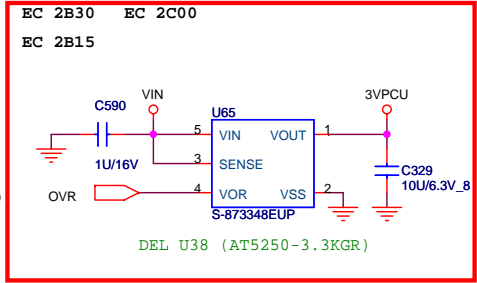 EC 2B30 EC 2C00
EC 2B15
VIN
3VPCU
C590
U65
5 VIN VOUT 1
1U/16V
3 SENSE
C329
10U/6.3V_8
OVR
4 VOR VSS 2
S-873348EUP
DEL U38 (AT5250-3.3KGR)